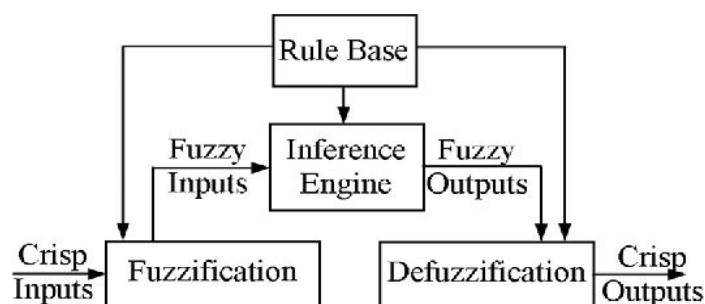 Rule Base
Fuzzy
Inputs
Inference
Engine
Fuzzy
Outputs
Crisp
Inputs
Fuzzification
Defuzzification
Crisp
Outputs